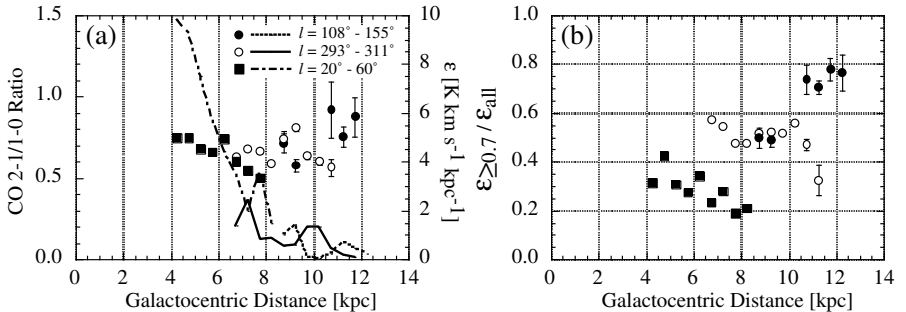 (a)
l = 108° - 155°
l = 293° - 311°
l = 20° - 60°
CO 2-1/1-0 Ratio
1.5
1.0
0.5
0.0
0 2 4 6 8 10 12 14
Galactocentric Distance [kpc]
10
8
6
4
2
0
ε [K km s⁻¹ kpc⁻¹]
(b)
ε≥0.7 / εall
1.0
0.8
0.6
0.4
0.2
0.0
0 2 4 6 8 10 12 14
Galactocentric Distance [kpc]